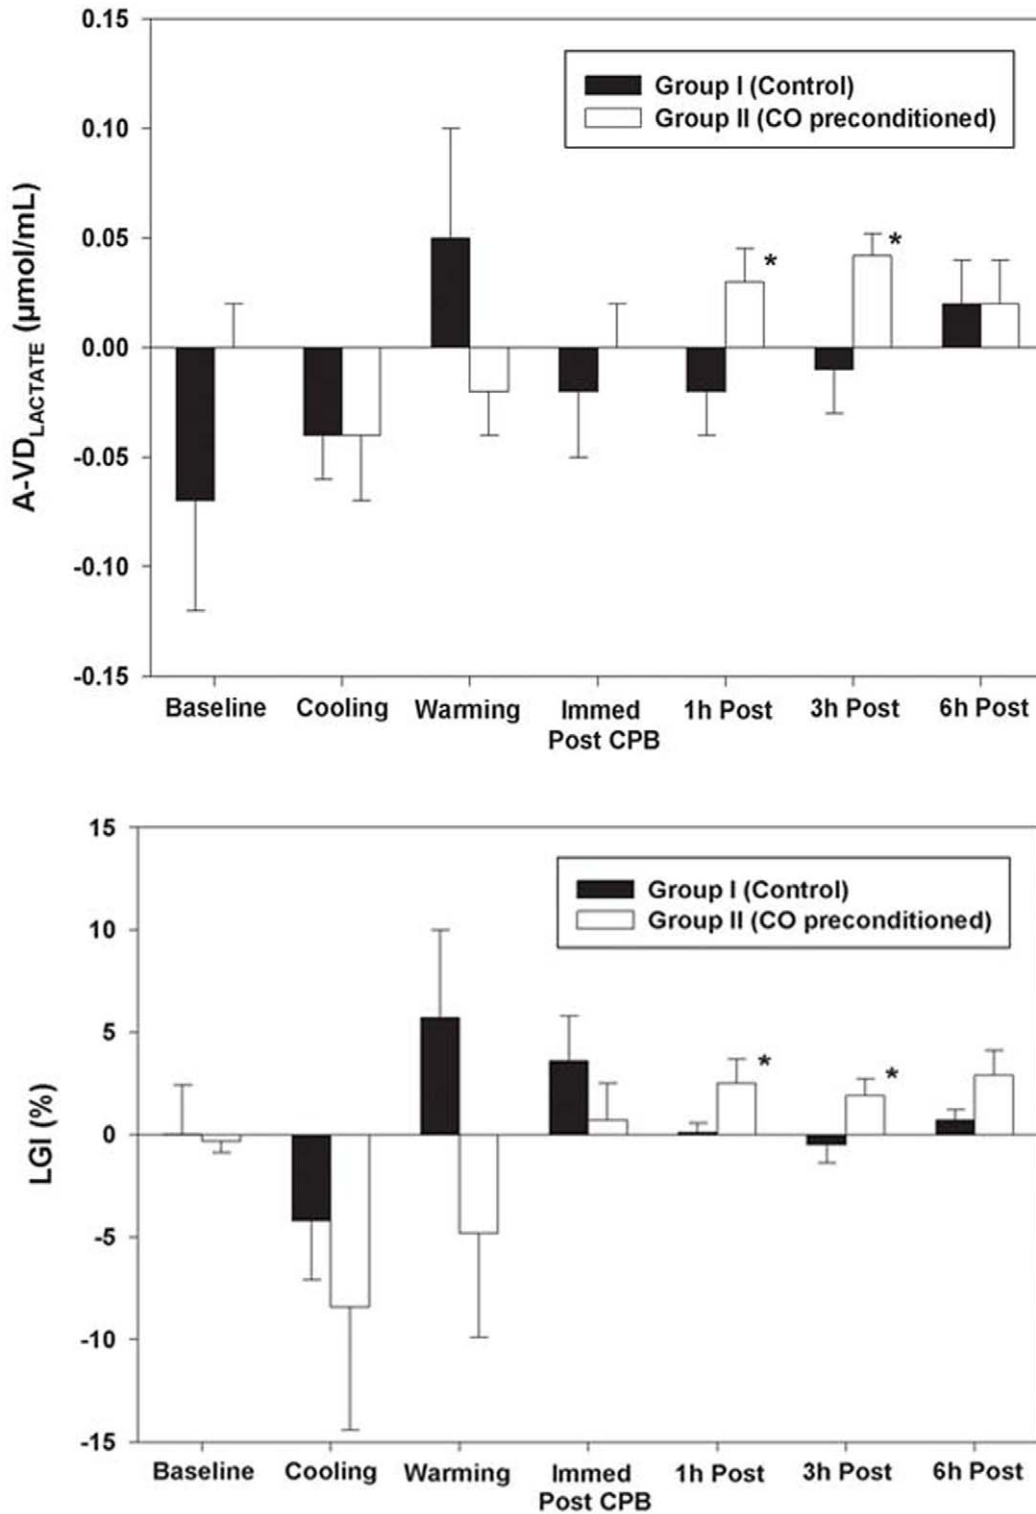 0.15
Group I (Control)
Group II (CO preconditioned)
0.10
0.05
*
*
0.00
-0.05
-0.10
-0.15
A-VD_LACTATE (μmol/mL)
Baseline Cooling Warming Immed 1h Post 3h Post 6h Post
Post CPB
15
Group I (Control)
Group II (CO preconditioned)
10
5
*
*
0
-5
-10
-15
LGI (%)
Baseline Cooling Warming Immed 1h Post 3h Post 6h Post
Post CPB